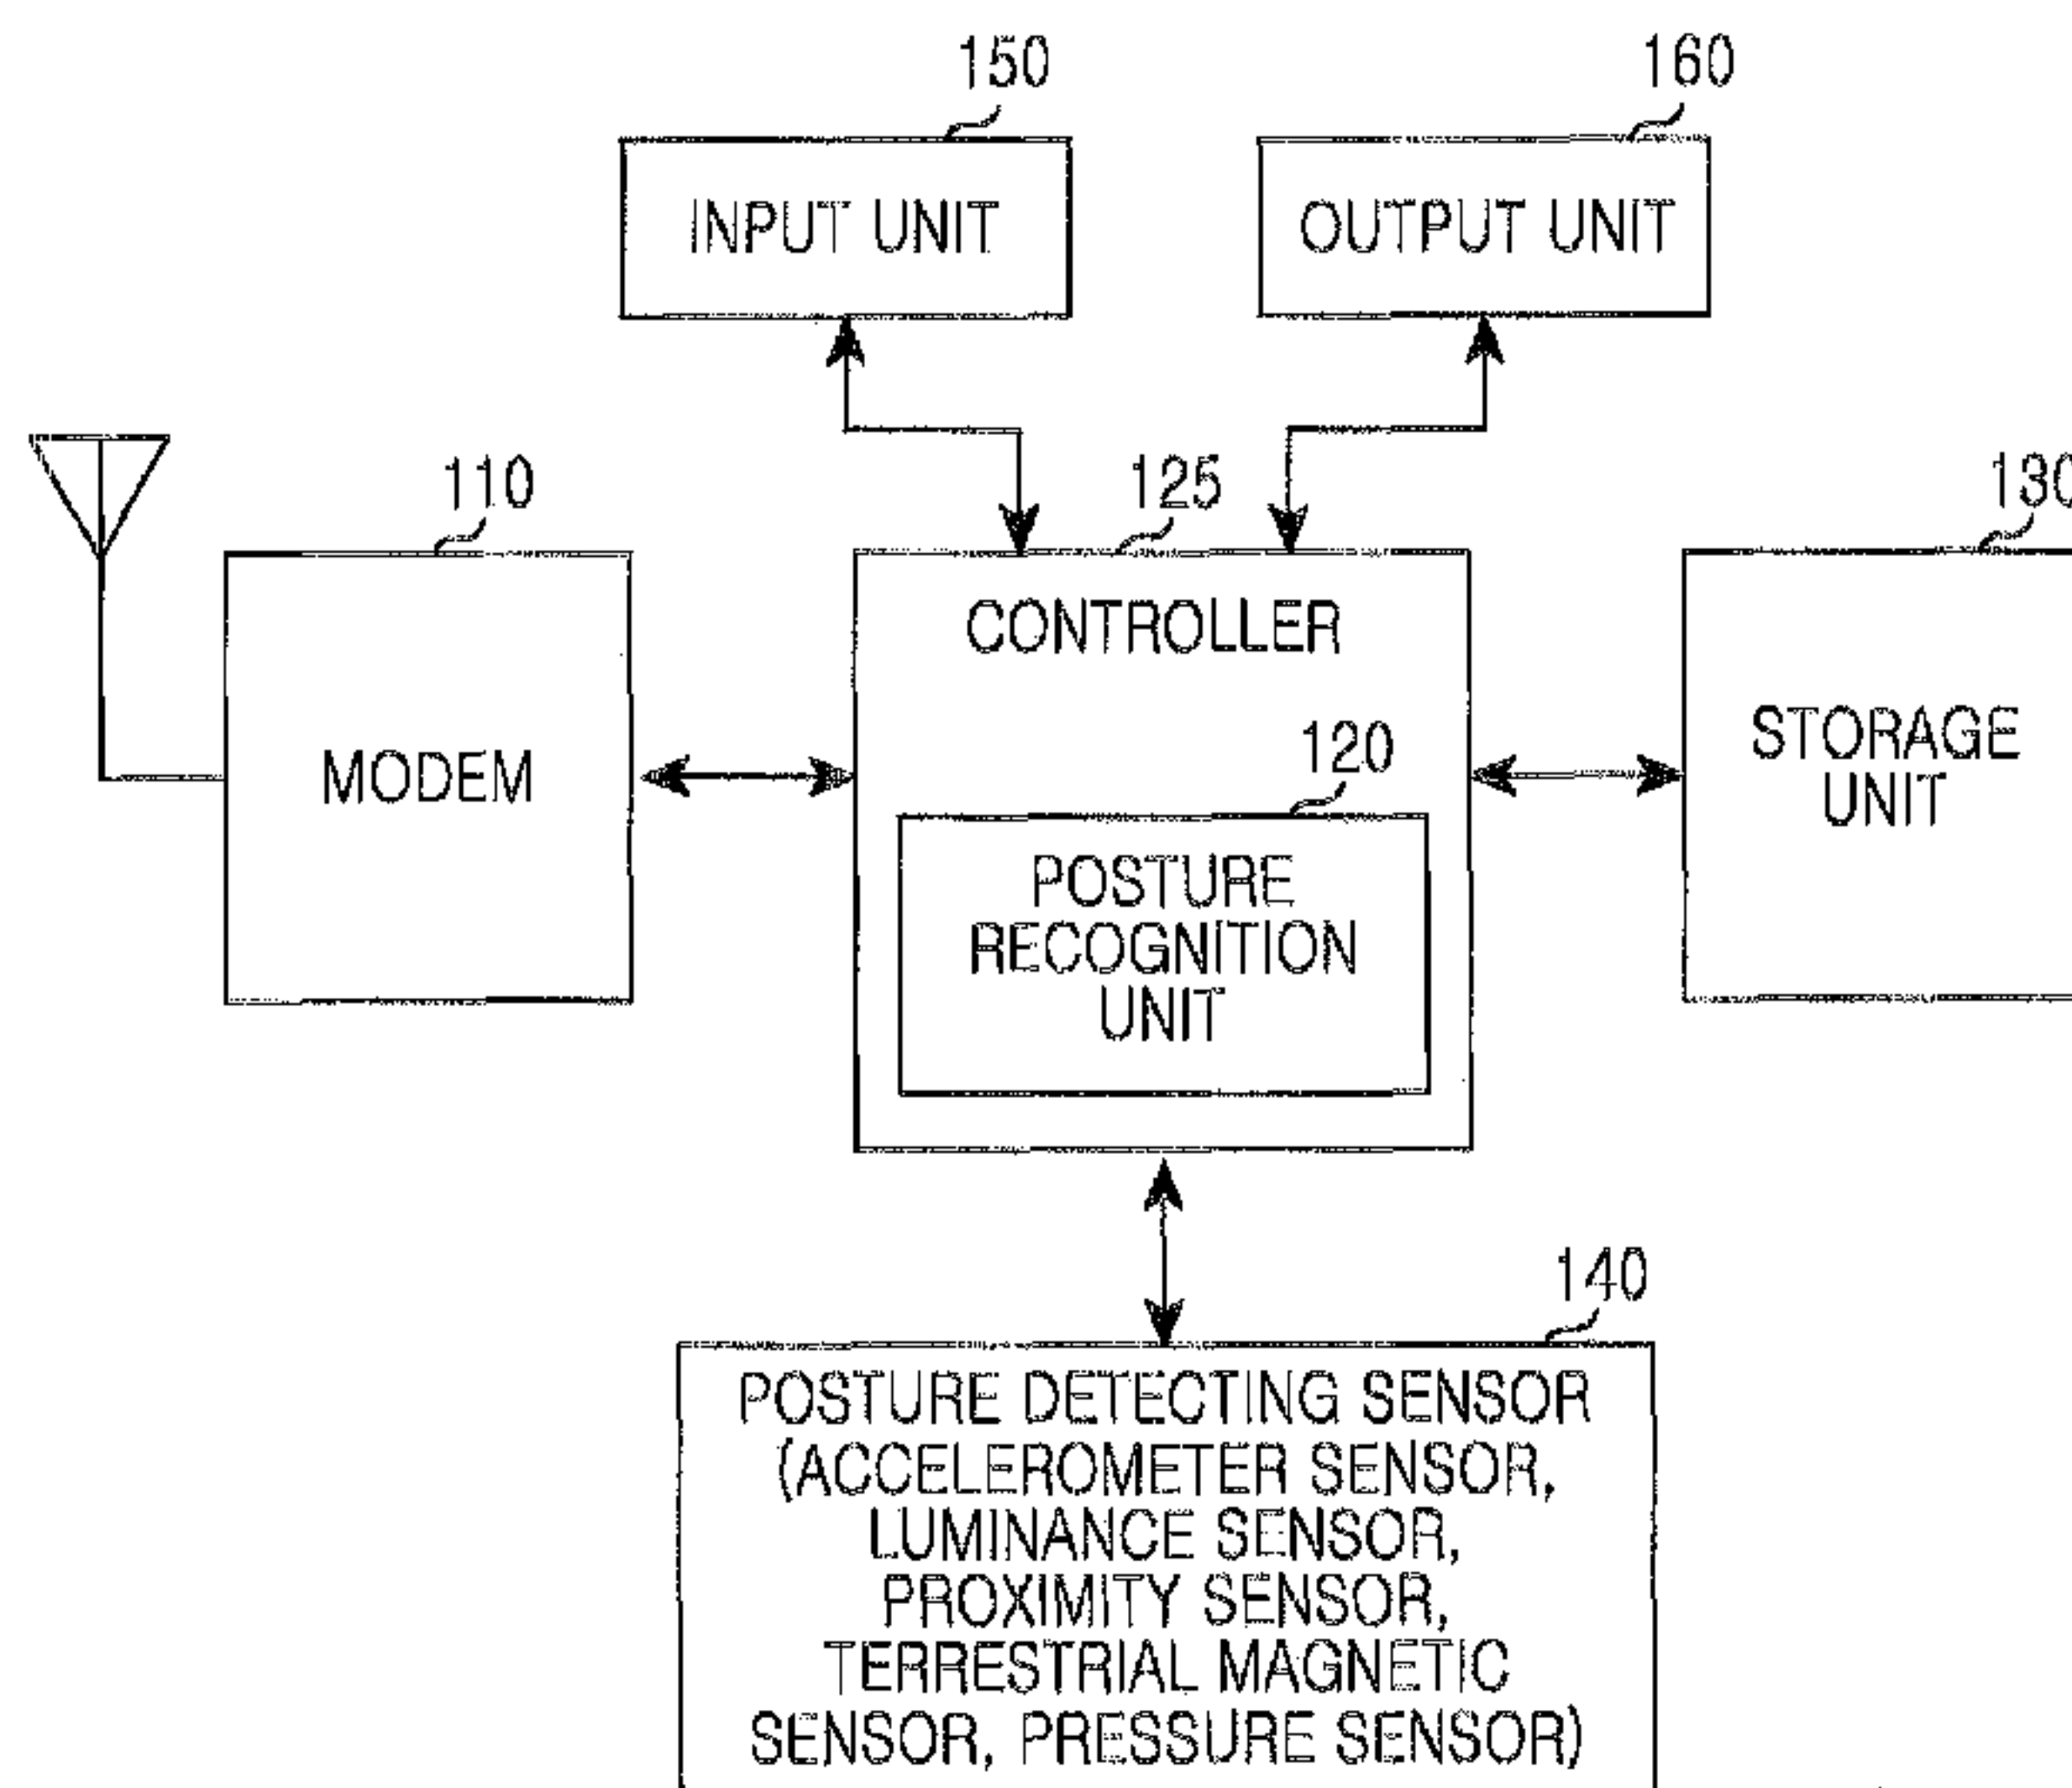 150
160
INPUT UNIT
OUTPUT UNIT
110
125
130
CONTROLLER
MODEM
120
STORAGE
UNIT
POSTURE
RECOGNITION
UNIT
140
POSTURE DETECTING SENSOR
(ACCELEROMETER SENSOR,
LUMINANCE SENSOR,
PROXIMITY SENSOR,
TERRESTRIAL MAGNETIC
SENSOR, PRESSURE SENSOR)